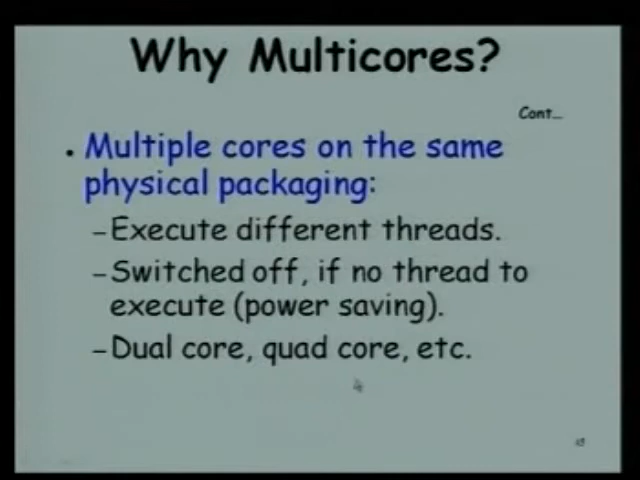 Why Multicores?
Cont...
• Multiple cores on the same
physical packaging:
– Execute different threads.
– Switched off, if no thread to
execute (power saving).
– Dual core, quad core, etc.